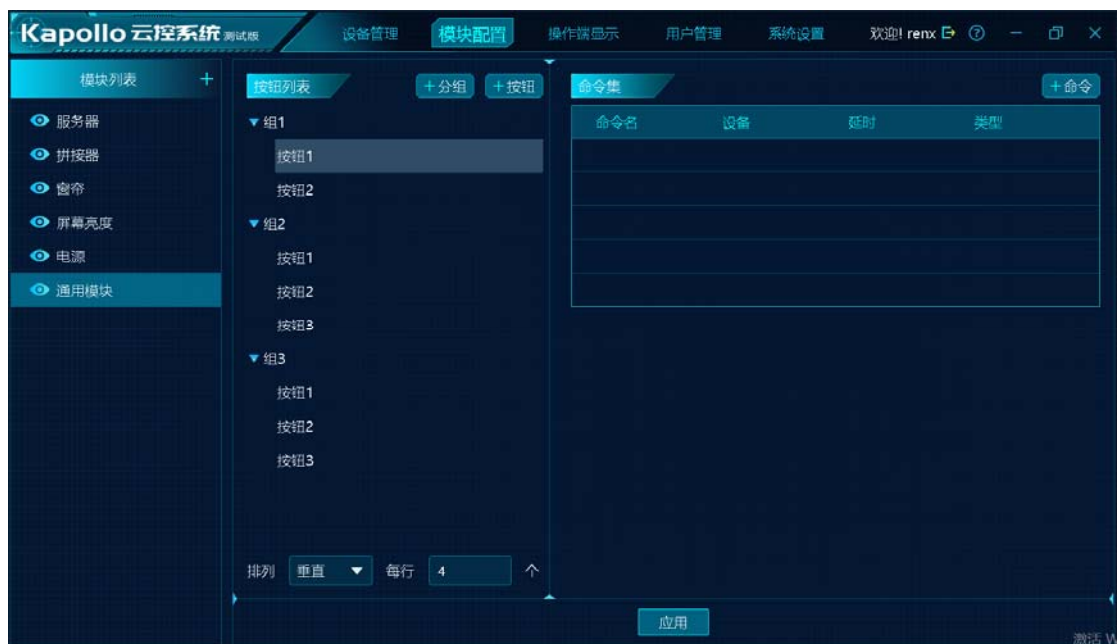 Kapollo 云控系统 测试版 设备管理 模块配置 操作端显示 用户管理 系统设置 欢迎! renx
模块列表 +
服务器
拼接器
窗帘
屏幕亮度
电源
通用模块
按钮列表 +分组 +按钮
组1
按钮1
按钮2
组2
按钮1
按钮2
按钮3
组3
按钮1
按钮2
按钮3
排列 垂直 每行 4 个
命令集 +命令
命令名 设备 延时 类型
应用
激活 W